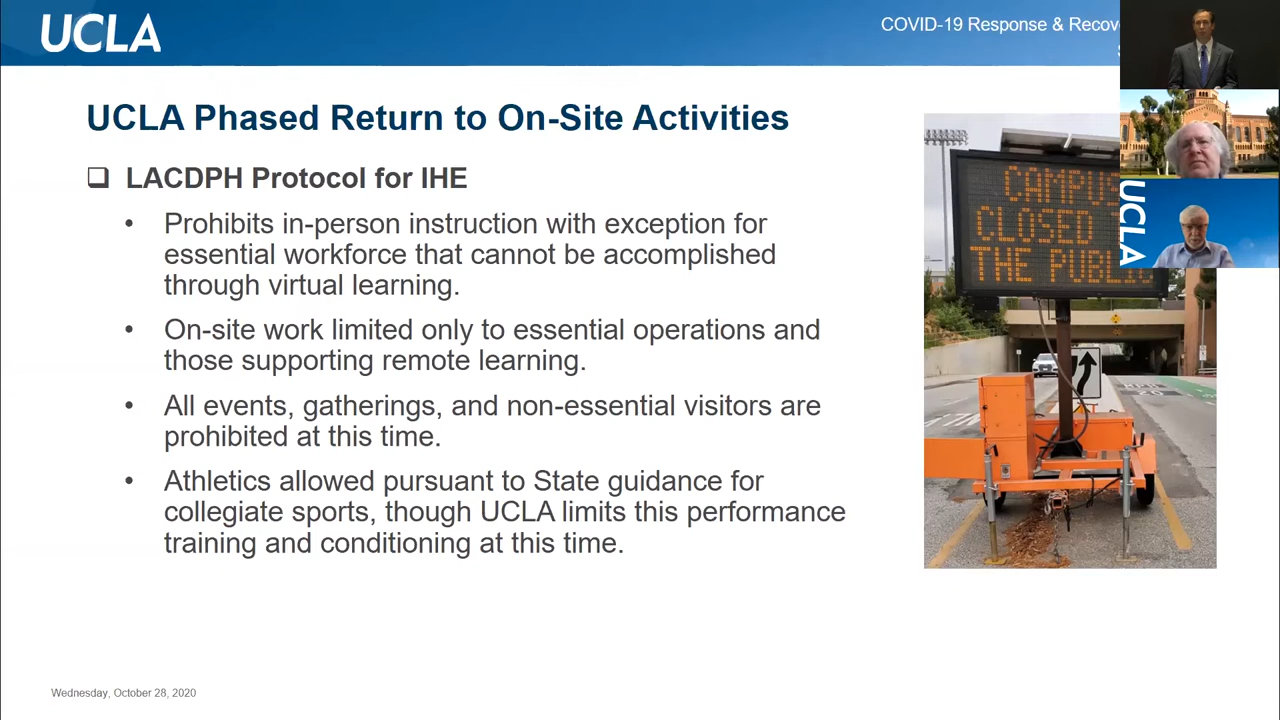 UCLA
COVID-19 Response & Recov
UCLA Phased Return to On-Site Activities
LACDPH Protocol for IHE
• Prohibits in-person instruction with exception for
essential workforce that cannot be accomplished
through virtual learning.
• On-site work limited only to essential operations and
those supporting remote learning.
• All events, gatherings, and non-essential visitors are
prohibited at this time.
• Athletics allowed pursuant to State guidance for
collegiate sports, though UCLA limits this performance
training and conditioning at this time.
CAMPUS
CLOSED
THE PUBLIC
UCLA
Wednesday, October 28, 2020